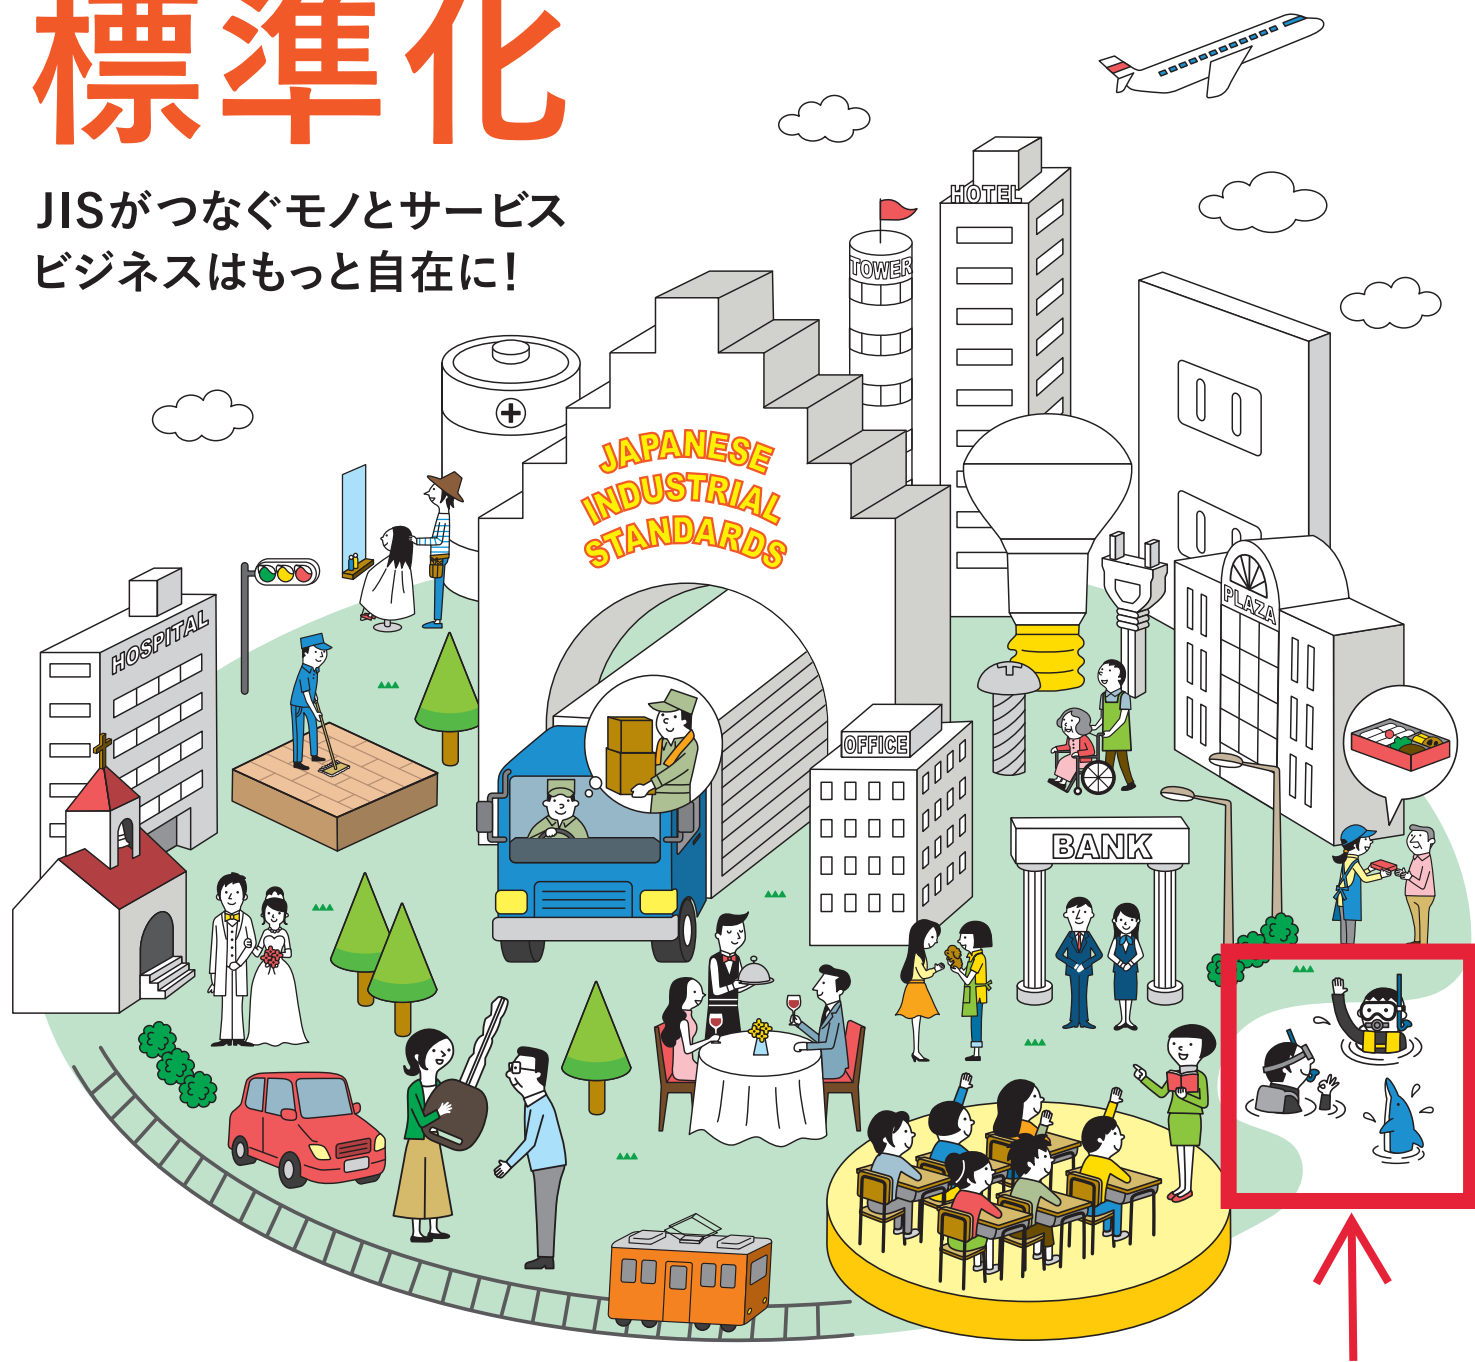 標準化
JISがつなぐモノとサービス
ビジネスはもっと自在に!
HOTEL
TOWER
JAPANESE
INDUSTRIAL
STANDARDS
PLAZA
HOSPITAL
OFFICE
BANK